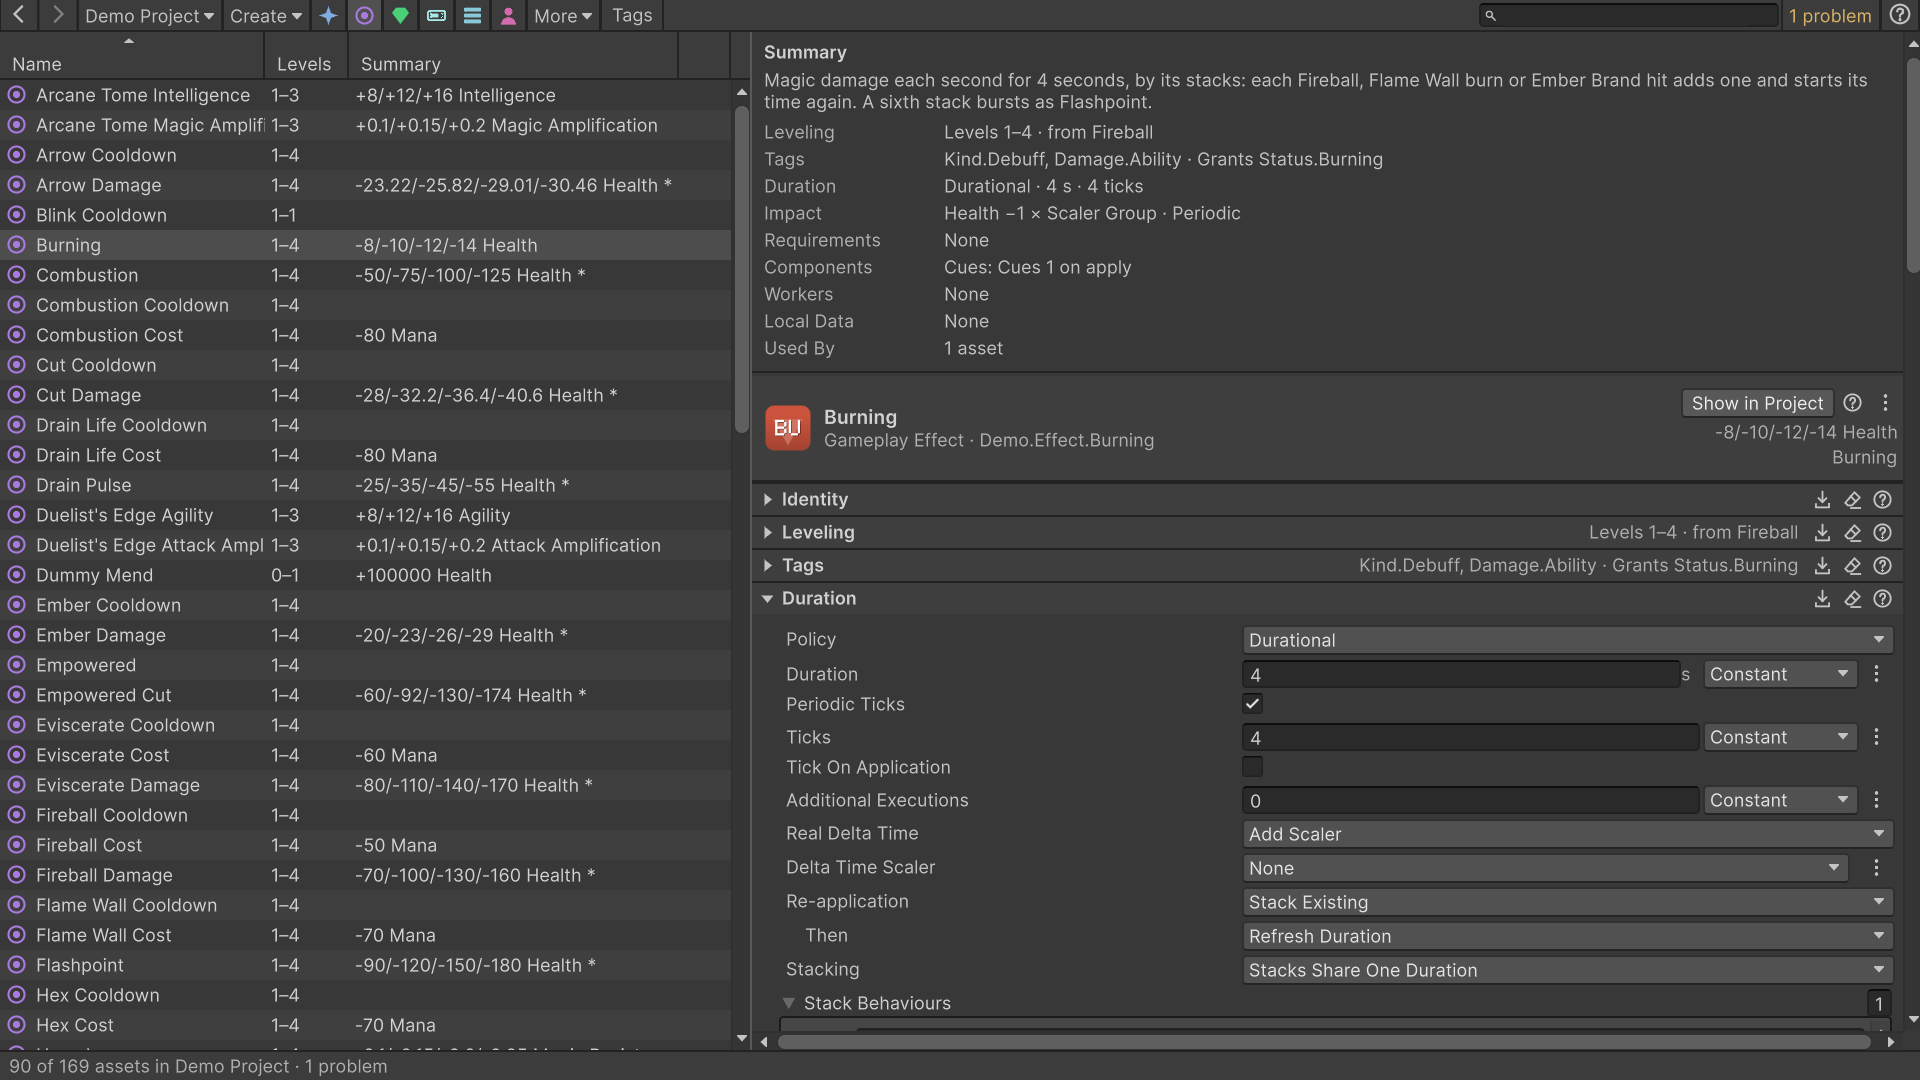 Demo Project Create More Tags 1 problem
Name Levels Summary
Arcane Tome Intelligence 1–3 +8/+12/+16 Intelligence
Arcane Tome Magic Amplif 1–3 +0.1/+0.15/+0.2 Magic Amplification
Arrow Cooldown 1–4
Arrow Damage 1–4 -23.22/-25.82/-29.01/-30.46 Health *
Blink Cooldown 1–1
Burning 1–4 -8/-10/-12/-14 Health
Combustion 1–4 -50/-75/-100/-125 Health *
Combustion Cooldown 1–4
Combustion Cost 1–4 -80 Mana
Cut Cooldown 1–4
Cut Damage 1–4 -28/-32.2/-36.4/-40.6 Health *
Drain Life Cooldown 1–4
Drain Life Cost 1–4 -80 Mana
Drain Pulse 1–4 -25/-35/-45/-55 Health *
Duelist's Edge Agility 1–3 +8/+12/+16 Agility
Duelist's Edge Attack Ampl 1–3 +0.1/+0.15/+0.2 Attack Amplification
Dummy Mend 0–1 +100000 Health
Ember Cooldown 1–4
Ember Damage 1–4 -20/-23/-26/-29 Health *
Empowered 1–4
Empowered Cut 1–4 -60/-92/-130/-174 Health *
Eviscerate Cooldown 1–4
Eviscerate Cost 1–4 -60 Mana
Eviscerate Damage 1–4 -80/-110/-140/-170 Health *
Fireball Cooldown 1–4
Fireball Cost 1–4 -50 Mana
Fireball Damage 1–4 -70/-100/-130/-160 Health *
Flame Wall Cooldown 1–4
Flame Wall Cost 1–4 -70 Mana
Flashpoint 1–4 -90/-120/-150/-180 Health *
Hex Cooldown 1–4
Hex Cost 1–4 -70 Mana
90 of 169 assets in Demo Project · 1 problem
Summary
Magic damage each second for 4 seconds, by its stacks: each Fireball, Flame Wall burn or Ember Brand hit adds one and starts its
time again. A sixth stack bursts as Flashpoint.
Leveling Levels 1–4 · from Fireball
Tags Kind.Debuff, Damage.Ability · Grants Status.Burning
Duration Durational · 4 s · 4 ticks
Impact Health −1 × Scaler Group · Periodic
Requirements None
Components Cues: Cues 1 on apply
Workers None
Local Data None
Used By 1 asset
BU
Burning
Gameplay Effect · Demo.Effect.Burning
Show in Project
-8/-10/-12/-14 Health
Burning
Identity
Leveling Levels 1–4 · from Fireball
Tags Kind.Debuff, Damage.Ability · Grants Status.Burning
Duration
Policy Durational
Duration 4 s Constant
Periodic Ticks
Ticks 4 Constant
Tick On Application
Additional Executions 0 Constant
Real Delta Time Add Scaler
Delta Time Scaler None
Re-application Stack Existing
Then Refresh Duration
Stacking Stacks Share One Duration
Stack Behaviours 1